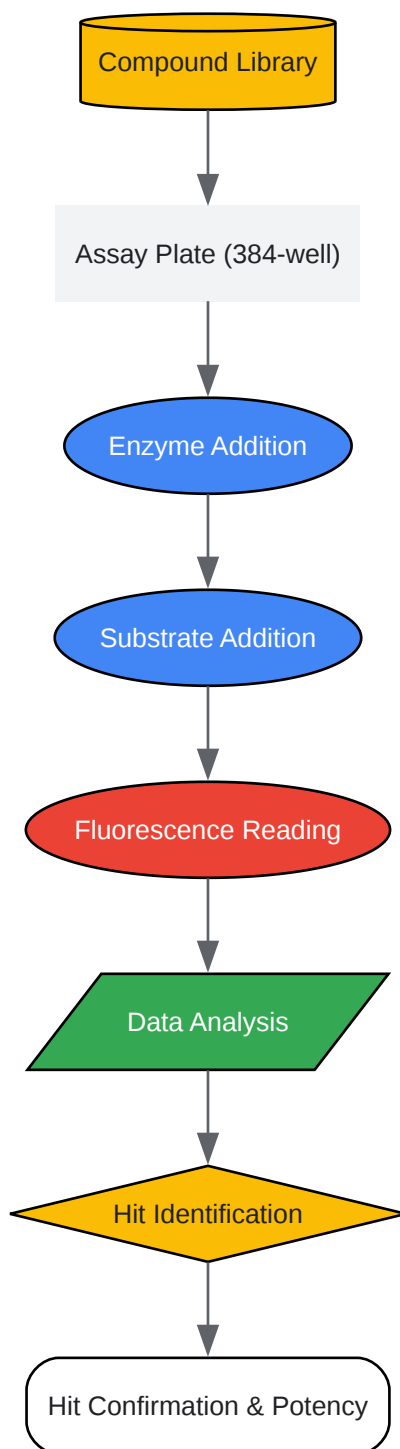 Compound Library
Assay Plate (384-well)
Enzyme Addition
Substrate Addition
Fluorescence Reading
Data Analysis
Hit Identification
Hit Confirmation & Potency